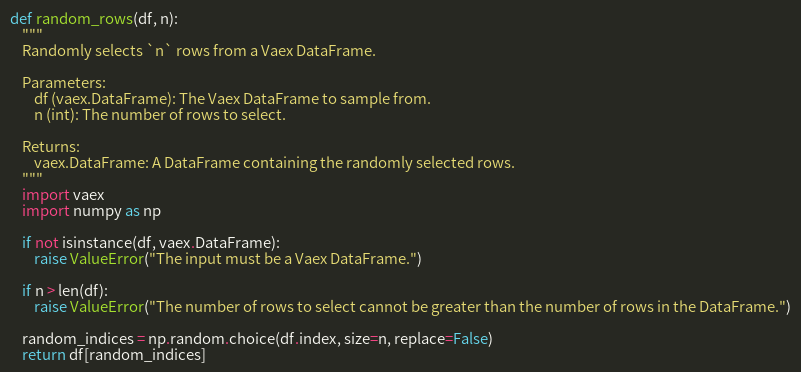 def random_rows(df, n):
    """
    Randomly selects `n` rows from a Vaex DataFrame.

    Parameters:
        df (vaex.DataFrame): The Vaex DataFrame to sample from.
        n (int): The number of rows to select.

    Returns:
        vaex.DataFrame: A DataFrame containing the randomly selected rows.
    """
    import vaex
    import numpy as np

    if not isinstance(df, vaex.DataFrame):
        raise ValueError("The input must be a Vaex DataFrame.")

    if n > len(df):
        raise ValueError("The number of rows to select cannot be greater than the number of rows in the DataFrame.")

    random_indices = np.random.choice(df.index, size=n, replace=False)
    return df[random_indices]